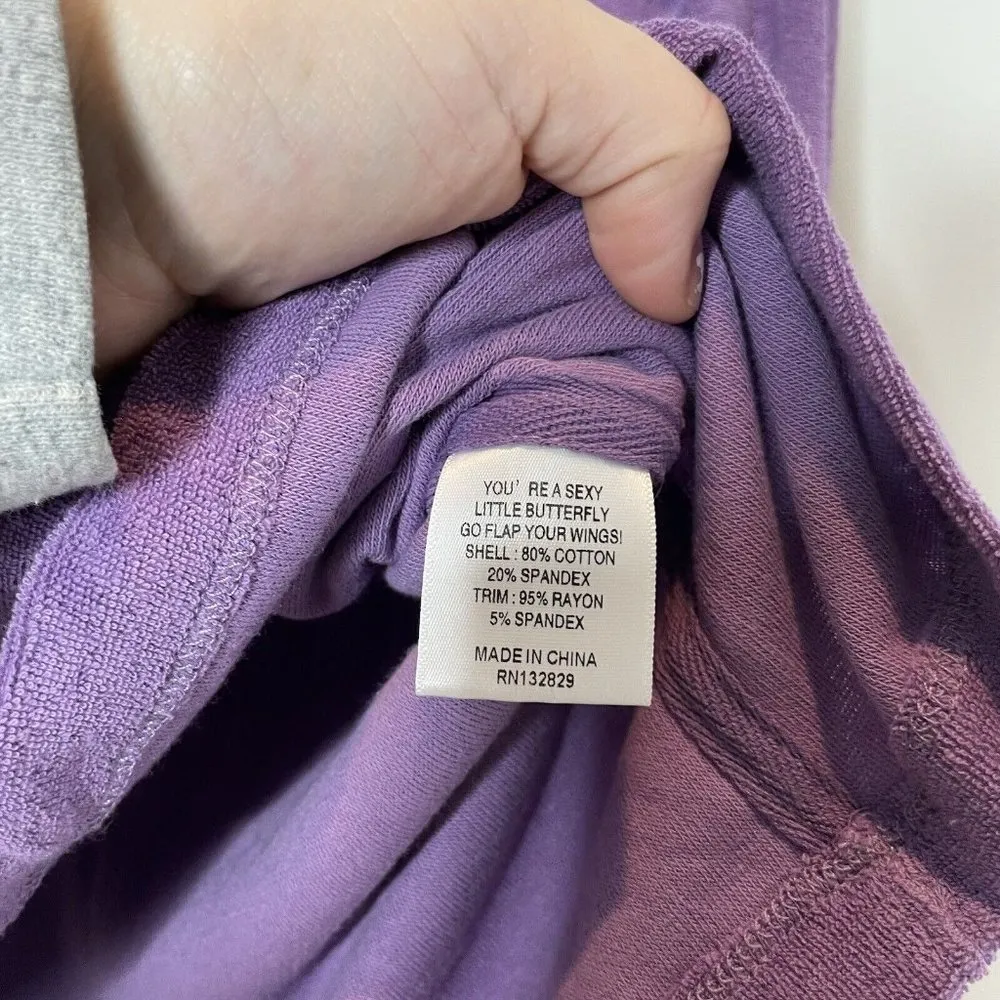 YOU' RE A SEXY
LITTLE BUTTERFLY
GO FLAP YOUR WINGS!
SHELL : 80% COTTON
20% SPANDEX
TRIM : 95% RAYON
5% SPANDEX
MADE IN CHINA
RN132829